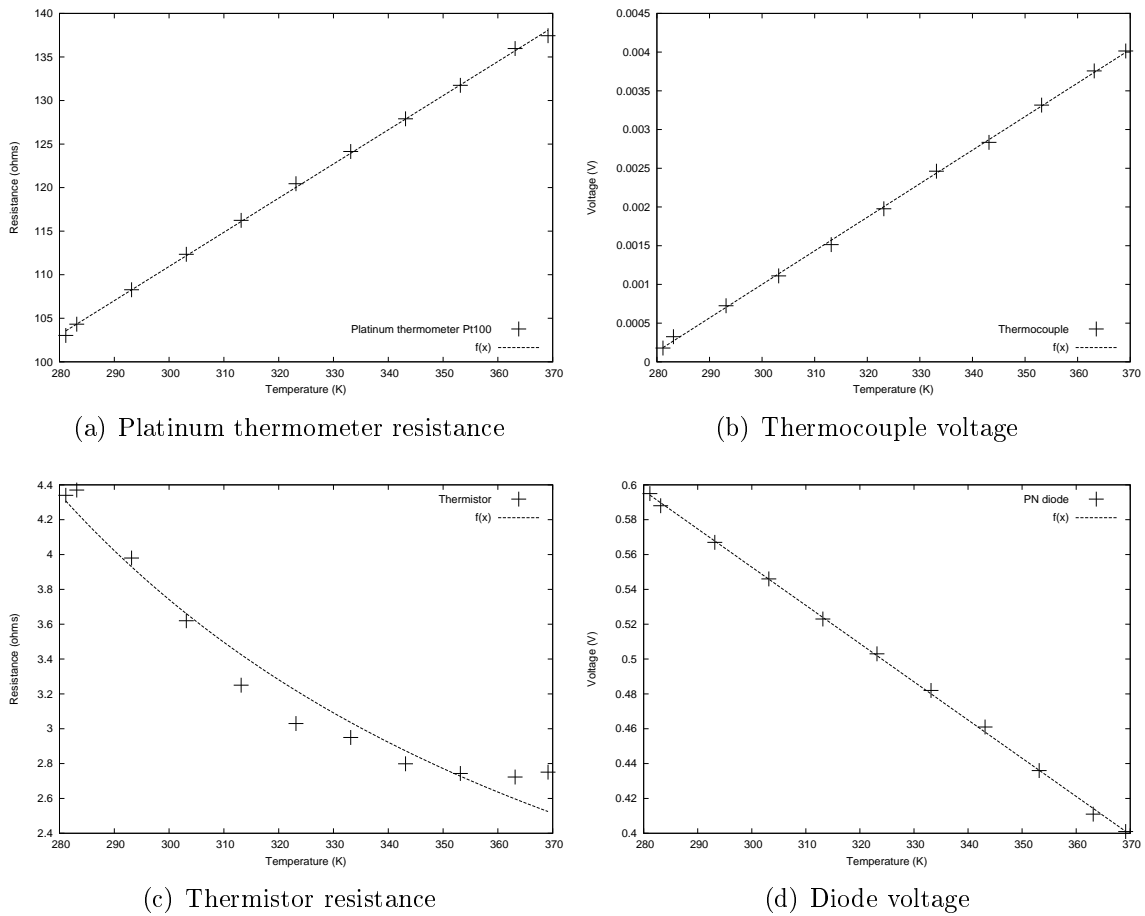 140
135
130
125
120
115
110
105
100
Resistance (ohms)
280 290 300 310 320 330 340 350 360 370
Temperature (K)
Platinum thermometer Pt100
f(x)
(a) Platinum thermometer resistance
0.0045
0.004
0.0035
0.003
0.0025
0.002
0.0015
0.001
0.0005
0
Voltage (V)
280 290 300 310 320 330 340 350 360 370
Temperature (K)
Thermocouple
f(x)
(b) Thermocouple voltage
4.4
4.2
4
3.8
3.6
3.4
3.2
3
2.8
2.6
2.4
Resistance (ohms)
280 290 300 310 320 330 340 350 360 370
Temperature (K)
Thermistor
f(x)
(c) Thermistor resistance
0.6
0.58
0.56
0.54
0.52
0.5
0.48
0.46
0.44
0.42
0.4
Voltage (V)
280 290 300 310 320 330 340 350 360 370
Temperature (K)
PN diode
f(x)
(d) Diode voltage